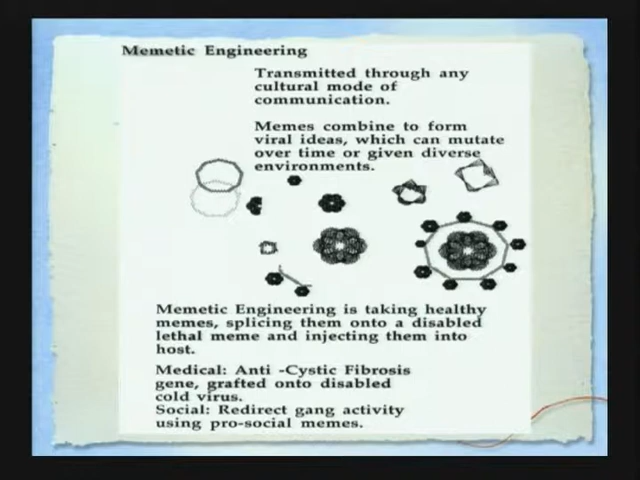 Memetic Engineering
Transmitted through any
cultural mode of
communication.
Memes combine to form
viral ideas, which can mutate
over time or given diverse
environments.
Memetic Engineering is taking healthy
memes, splicing them onto a disabled
lethal meme and injecting them into
host.
Medical: Anti -Cystic Fibrosis
gene, grafted onto disabled
cold virus.
Social: Redirect gang activity
using pro-social memes.